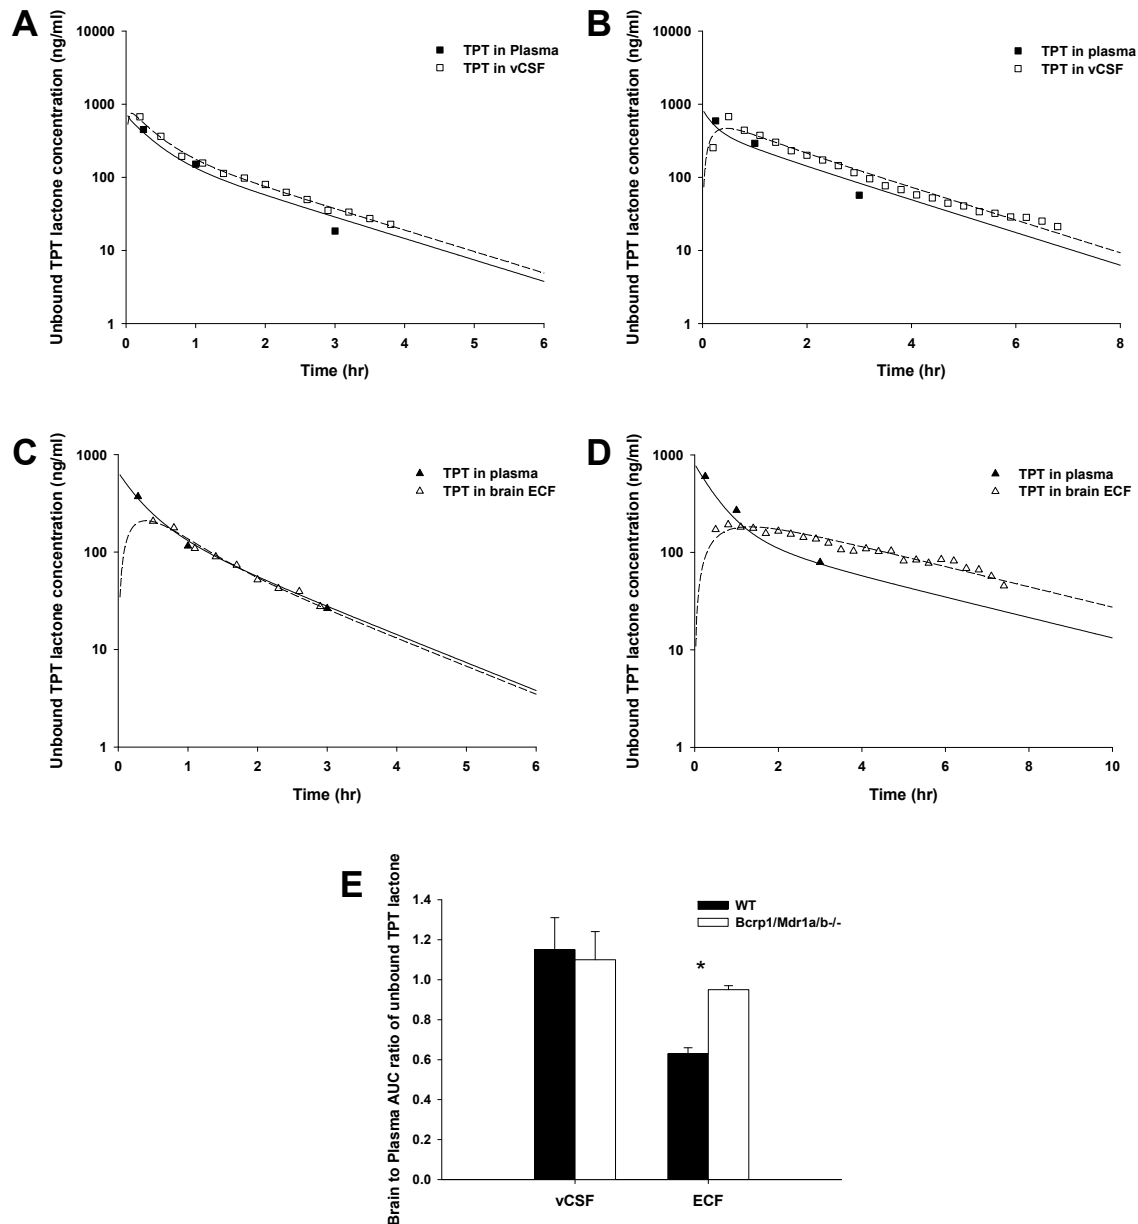 A
Unbound TPT lactone concentration (ng/ml)
10000
1000
100
10
1
TPT in Plasma
TPT in vCSF
0 1 2 3 4 5 6
Time (hr)
B
Unbound TPT lactone concentration (ng/ml)
10000
1000
100
10
1
TPT in plasma
TPT in vCSF
0 2 4 6 8
Time (hr)
C
Unbound TPT lactone concentration (ng/ml)
1000
100
10
1
TPT in plasma
TPT in brain ECF
0 1 2 3 4 5 6
Time (hr)
D
Unbound TPT lactone concentration (ng/ml)
1000
100
10
1
TPT in plasma
TPT in brain ECF
0 2 4 6 8 10
Time (hr)
E
Brain to Plasma AUC ratio of unbound TPT lactone
1.4
1.2
1.0
0.8
0.6
0.4
0.2
0.0
WT
Bcrp1/Mdr1a/b-/-
*
vCSF ECF